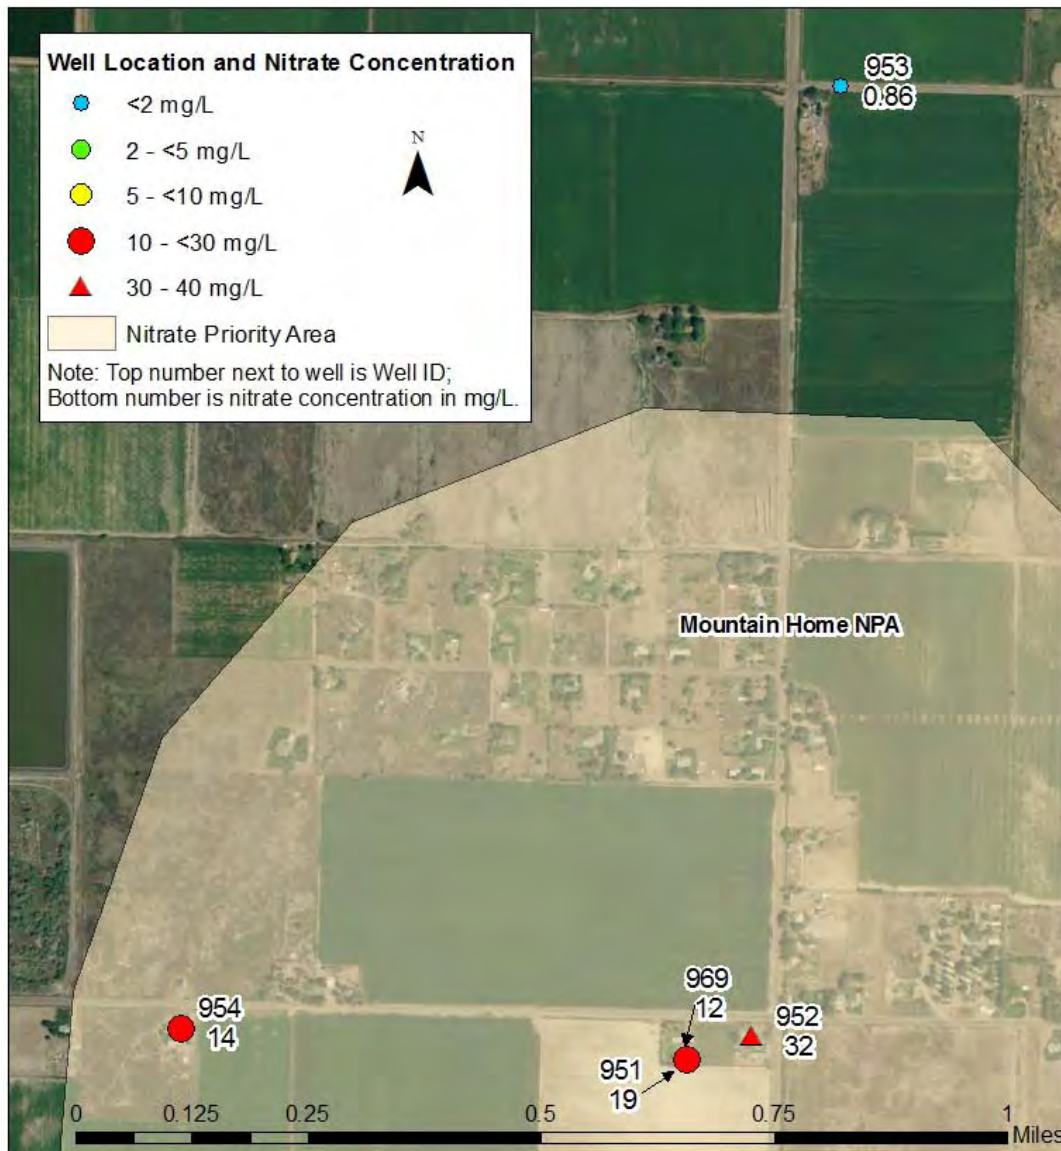 Well Location and Nitrate Concentration
<2 mg/L
2 - <5 mg/L
5 - <10 mg/L
10 - <30 mg/L
30 - 40 mg/L
Nitrate Priority Area
Note: Top number next to well is Well ID;
Bottom number is nitrate concentration in mg/L.
N
953
0.86
Mountain Home NPA
969
12
954
14
952
32
951
19
0 0.125 0.25 0.5 0.75 1
Miles